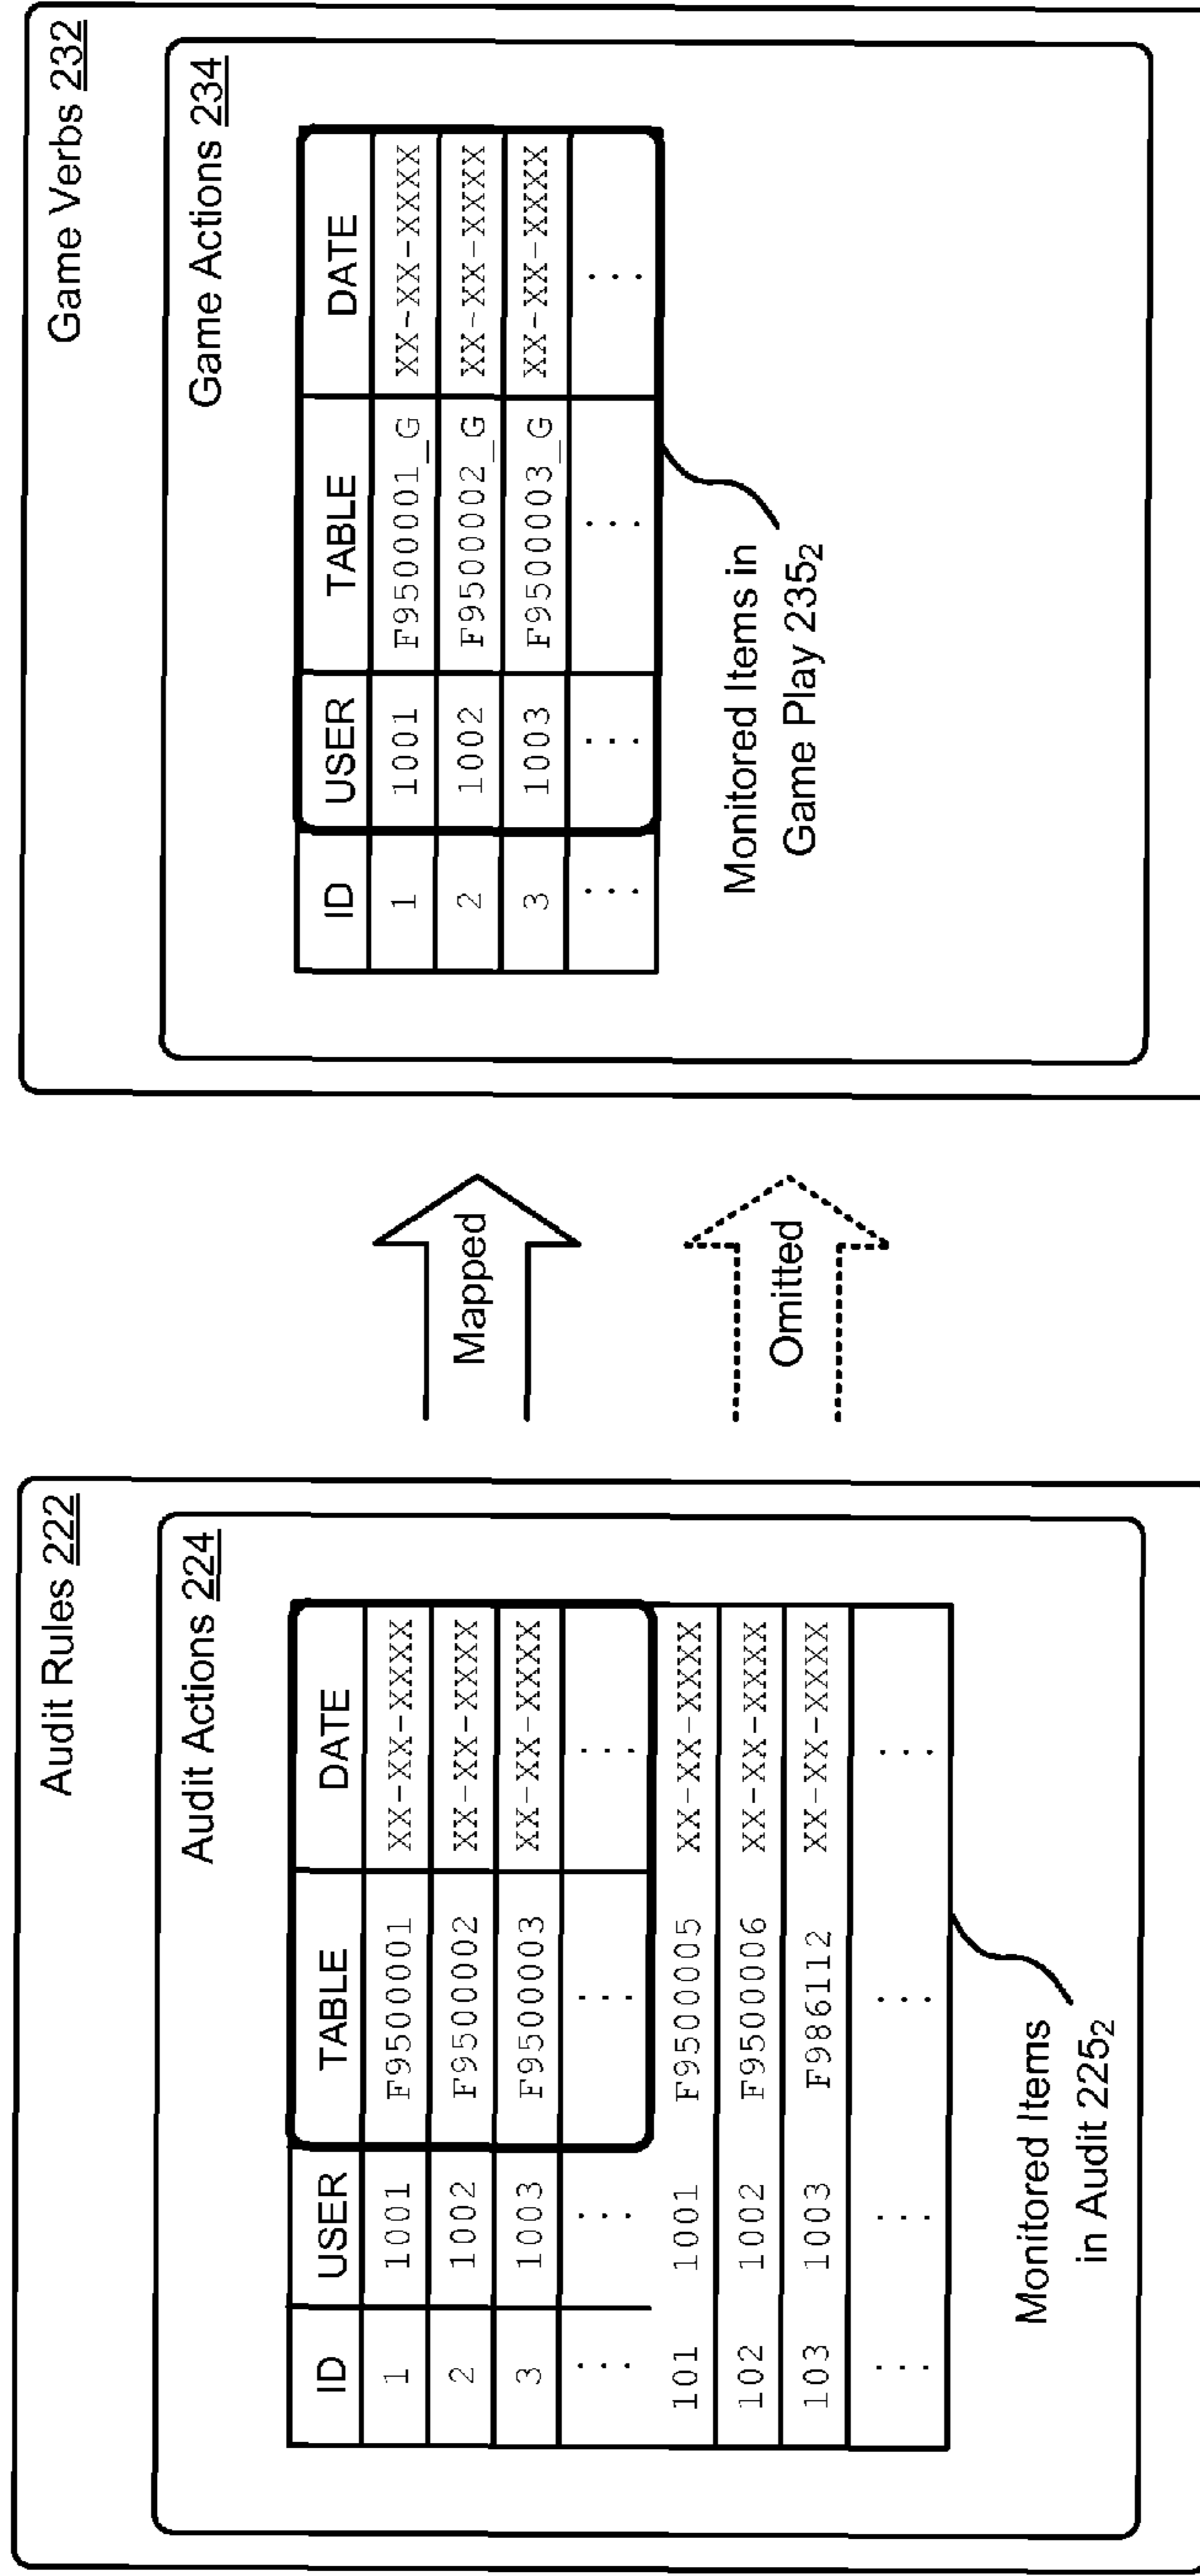 Audit Rules 222
Audit Actions 224
ID USER TABLE DATE
1 1001 F9500001 XX-XX-XXXX
2 1002 F9500002 XX-XX-XXXX
3 1003 F9500003 XX-XX-XXXX
... ... ... ...
101 1001 F9500005 XX-XX-XXXX
102 1002 F9500006 XX-XX-XXXX
103 1003 F986112 XX-XX-XXXX
... ... ... ...
Monitored Items
in Audit 225₂
Mapped
Omitted
Game Verbs 232
Game Actions 234
ID USER TABLE DATE
1 1001 F9500001_G XX-XX-XXXX
2 1002 F9500002_G XX-XX-XXXX
3 1003 F9500003_G XX-XX-XXXX
... ... ... ...
Monitored Items in
Game Play 235₂